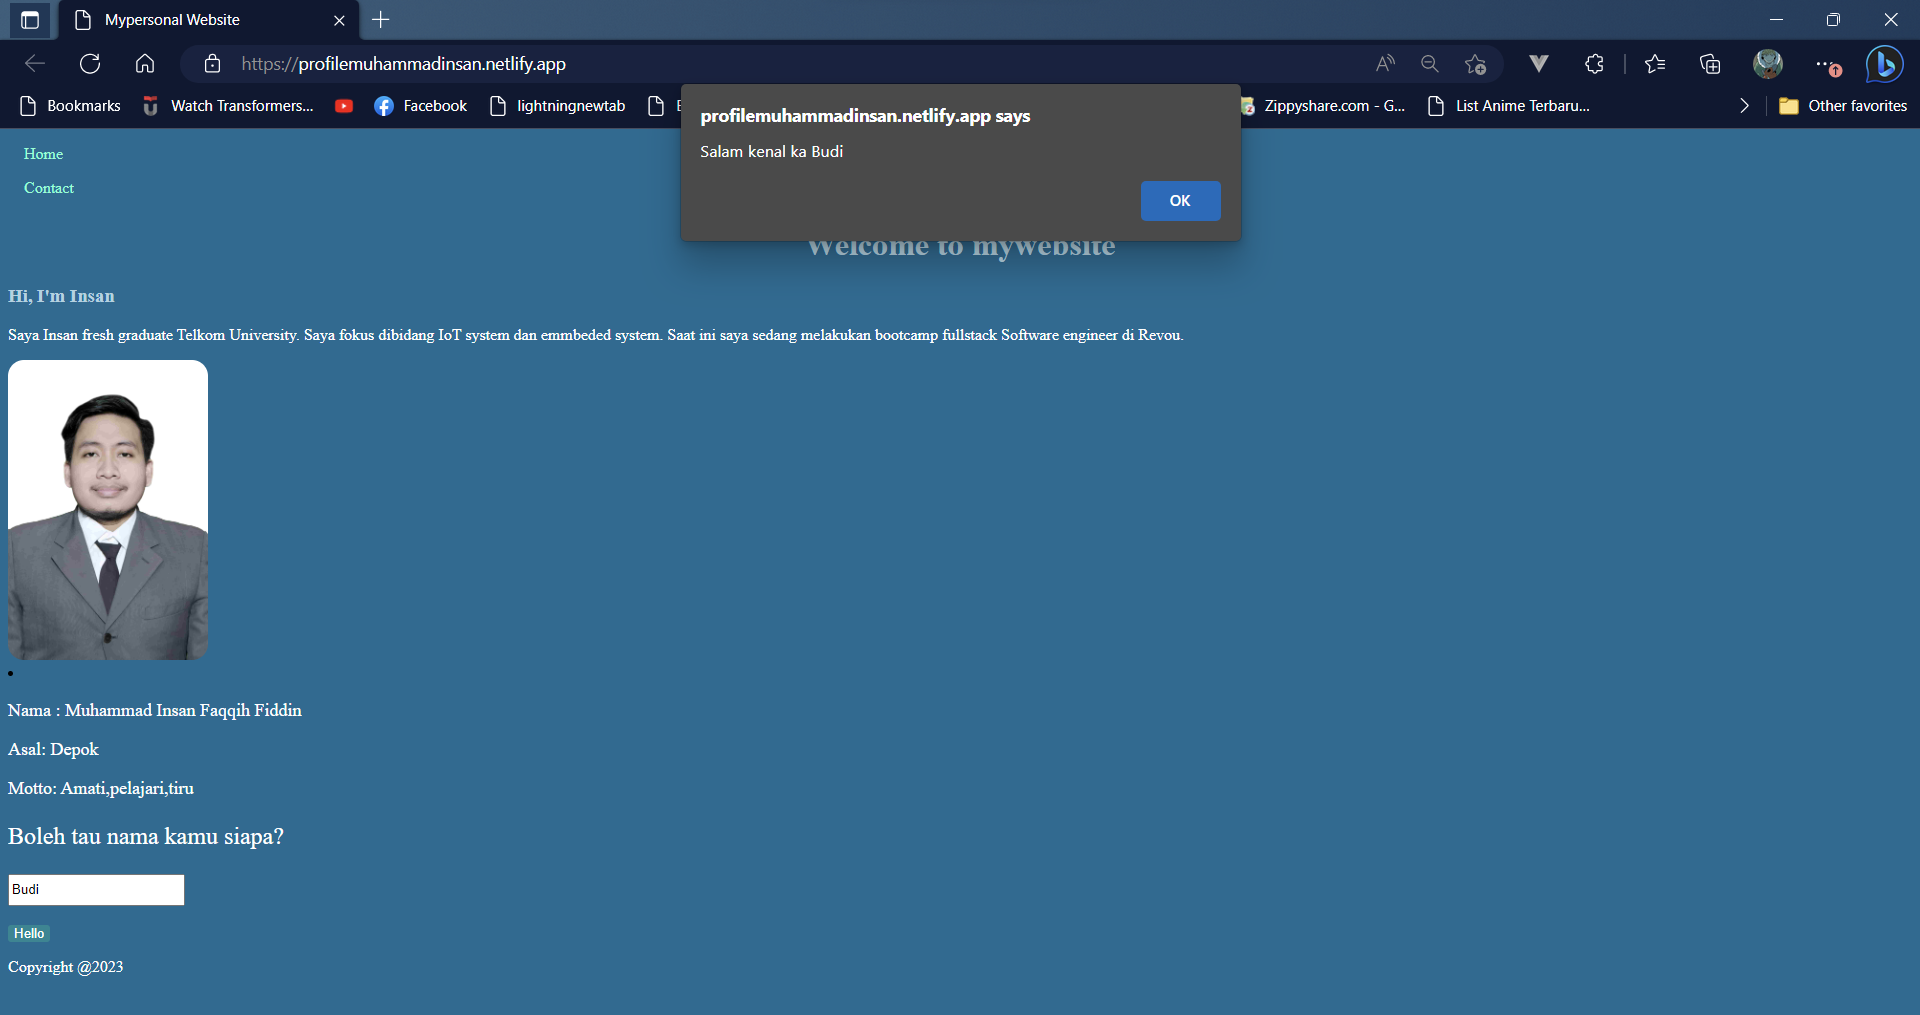 Mypersonal Website
https://profilemuhammadinsan.netlify.app
Bookmarks
Watch Transformers...
Facebook
lightningnewtab
Zippyshare.com - G...
List Anime Terbaru...
Other favorites
profilemuhammadinsan.netlify.app says
Salam kenal ka Budi
OK
Home
Contact
Welcome to mywebsite
Hi, I'm Insan
Saya Insan fresh graduate Telkom University. Saya fokus dibidang IoT system dan emmbeded system. Saat ini saya sedang melakukan bootcamp fullstack Software engineer di Revou.
Nama : Muhammad Insan Faqqih Fiddin
Asal: Depok
Motto: Amati,pelajari,tiru
Boleh tau nama kamu siapa?
Budi
Hello
Copyright @2023